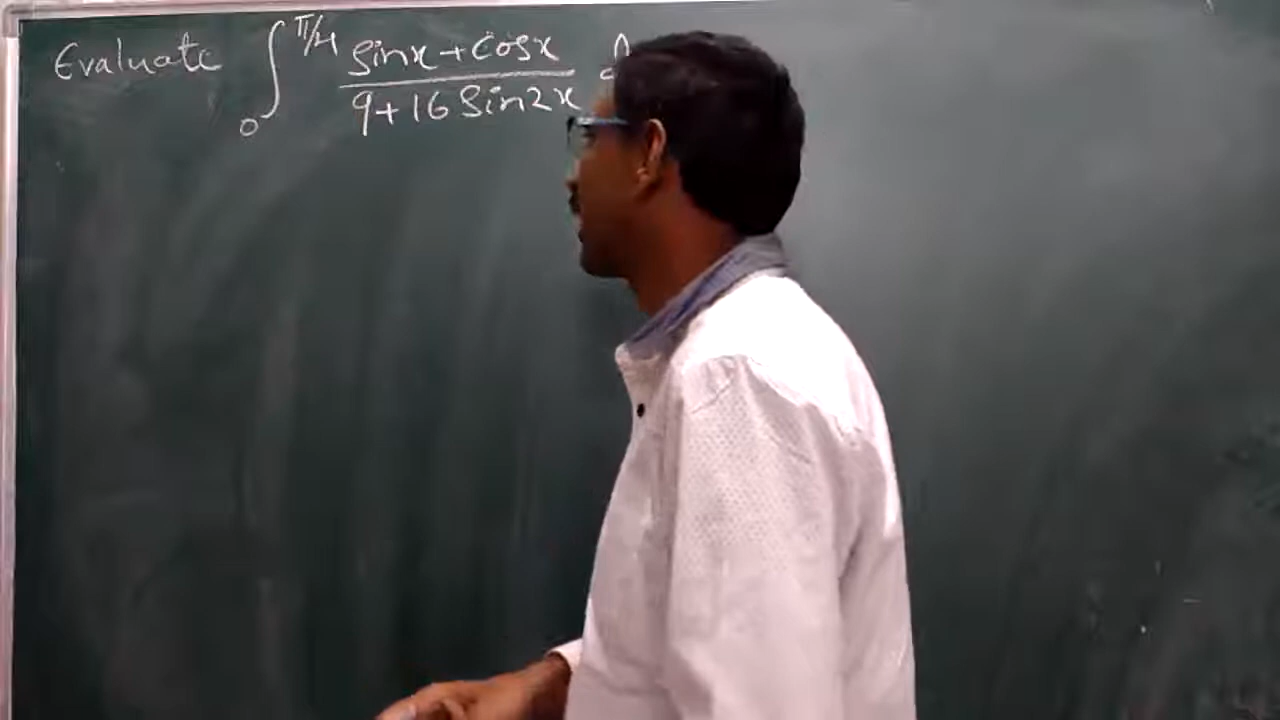 Evaluate ∫₀^π/4 (sinx+cosx)/(9+16 Sin2x) d